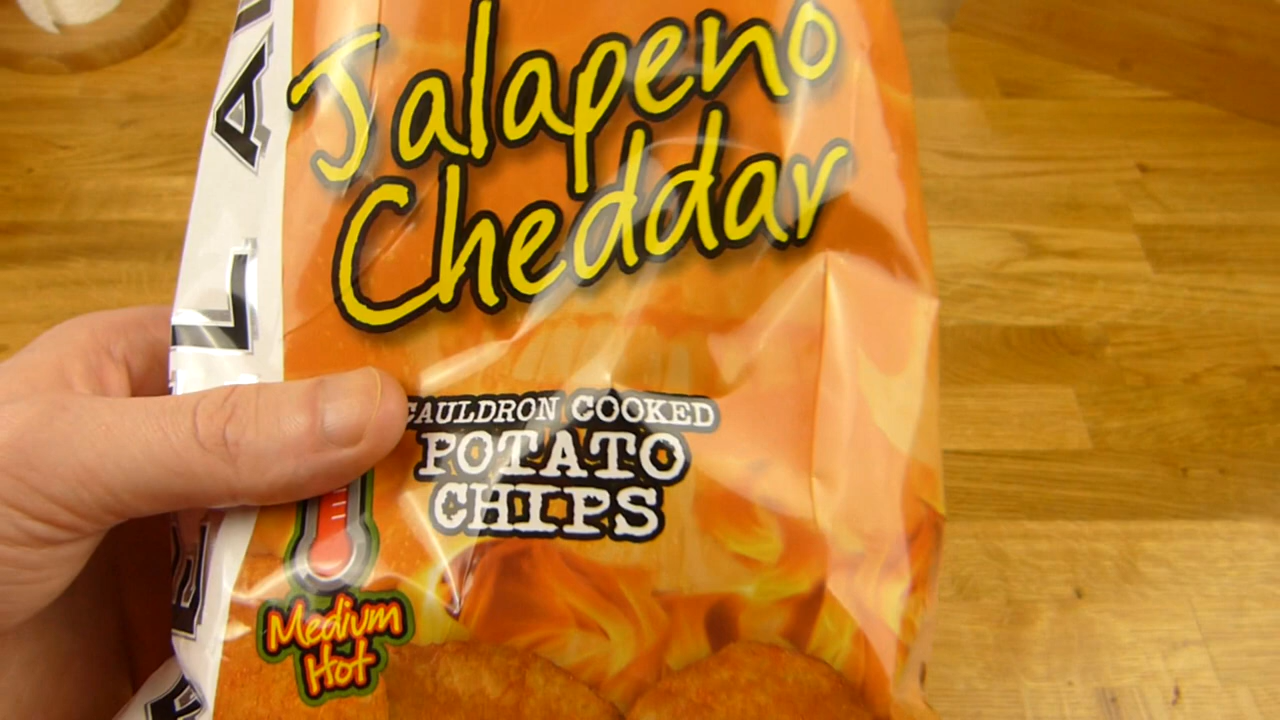 Jalapeno
Cheddar
CAULDRON COOKED
POTATO
CHIPS
Medium
Hot